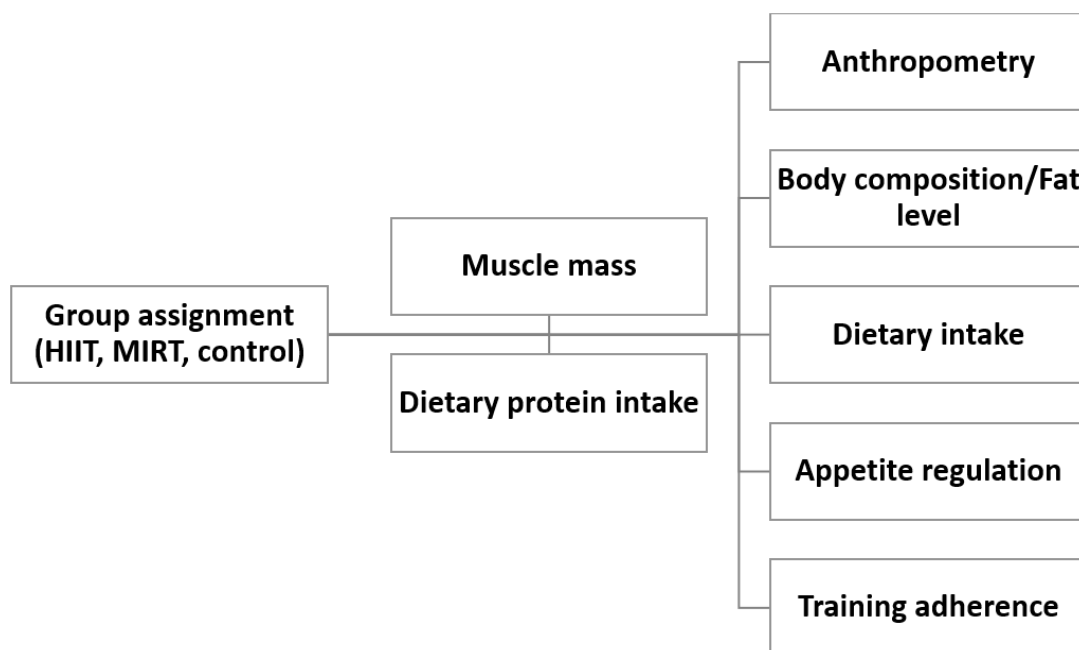 Group assignment
(HIIT, MIRT, control)
Muscle mass
Dietary protein intake
Anthropometry
Body composition/Fat
level
Dietary intake
Appetite regulation
Training adherence